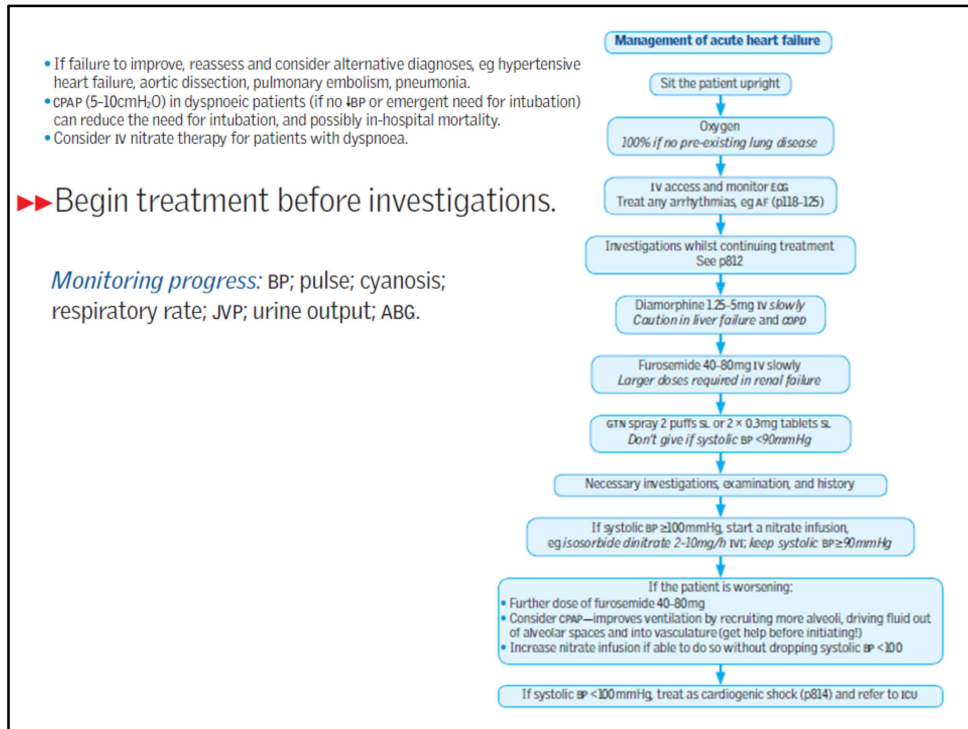 • If failure to improve, reassess and consider alternative diagnoses, eg hypertensive
heart failure, aortic dissection, pulmonary embolism, pneumonia.
• CPAP (5–10cmH₂O) in dyspnoeic patients (if no ↓BP or emergent need for intubation)
can reduce the need for intubation, and possibly in-hospital mortality.
• Consider IV nitrate therapy for patients with dyspnoea.
▶▶Begin treatment before investigations.
Monitoring progress: BP; pulse; cyanosis;
respiratory rate; JVP; urine output; ABG.
Management of acute heart failure
Sit the patient upright
Oxygen
100% if no pre-existing lung disease
IV access and monitor ECG
Treat any arrhythmias, eg AF (p118–125)
Investigations whilst continuing treatment
See p812
Diamorphine 1.25–5mg IV slowly
Caution in liver failure and COPD
Furosemide 40–80mg IV slowly
Larger doses required in renal failure
GTN spray 2 puffs SL or 2 × 0.3mg tablets SL
Don't give if systolic BP <90mmHg
Necessary investigations, examination, and history
If systolic BP ≥100mmHg, start a nitrate infusion,
eg isosorbide dinitrate 2–10mg/h IVI; keep systolic BP ≥90mmHg
If the patient is worsening:
• Further dose of furosemide 40–80mg
• Consider CPAP—improves ventilation by recruiting more alveoli, driving fluid out
of alveolar spaces and into vasculature (get help before initiating!)
• Increase nitrate infusion if able to do so without dropping systolic BP <100
If systolic BP <100mmHg, treat as cardiogenic shock (p814) and refer to ICU